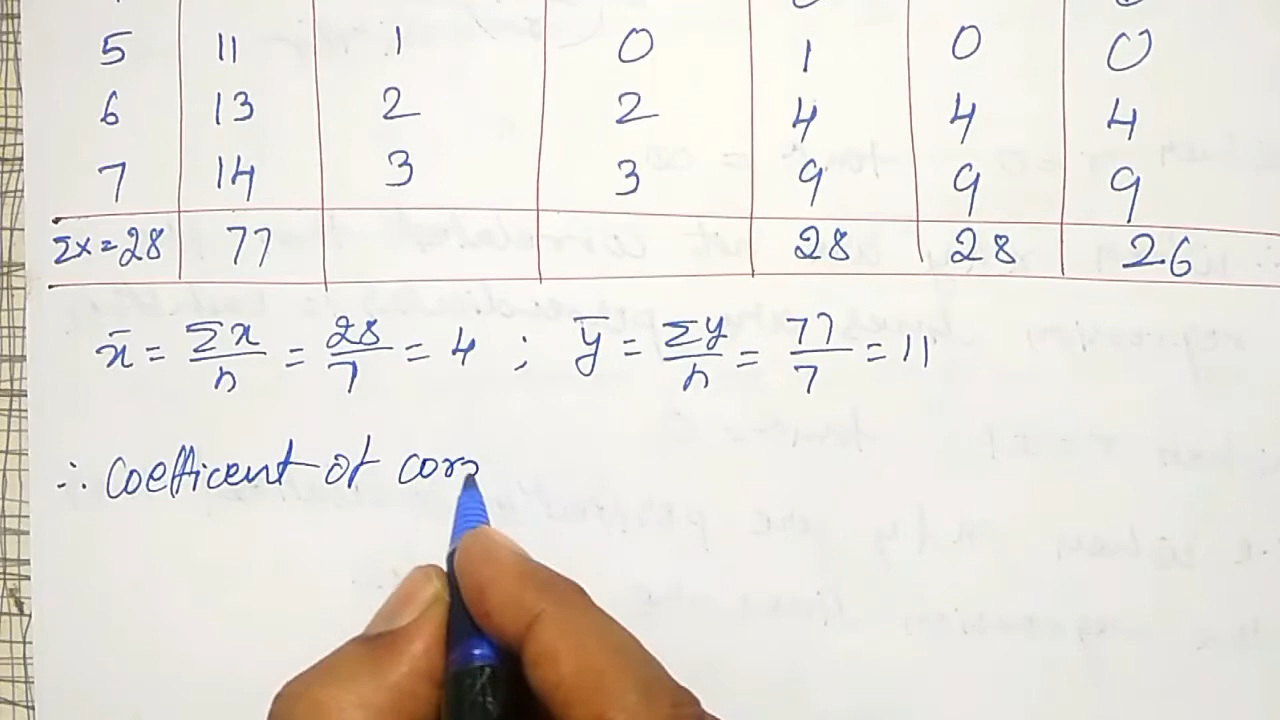 5 11 1 0 1 0 0
6 13 2 2 4 4 4
7 14 3 3 9 9 9
Σx=28 77 28 28 26
x̄ = Σx/n = 28/7 = 4 ; ȳ = Σy/n = 77/7 = 11
∴ Coefficent of cor